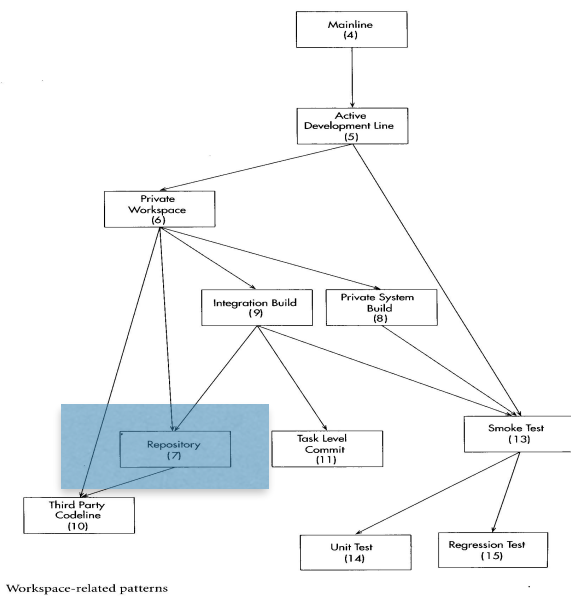 Mainline
(4)
Active
Development Line
(5)
Private
Workspace
(6)
Integration Build
(9)
Private System
Build
(8)
Repository
(7)
Task Level
Commit
(11)
Smoke Test
(13)
Third Party
Codeline
(10)
Unit Test
(14)
Regression Test
(15)
Workspace-related patterns